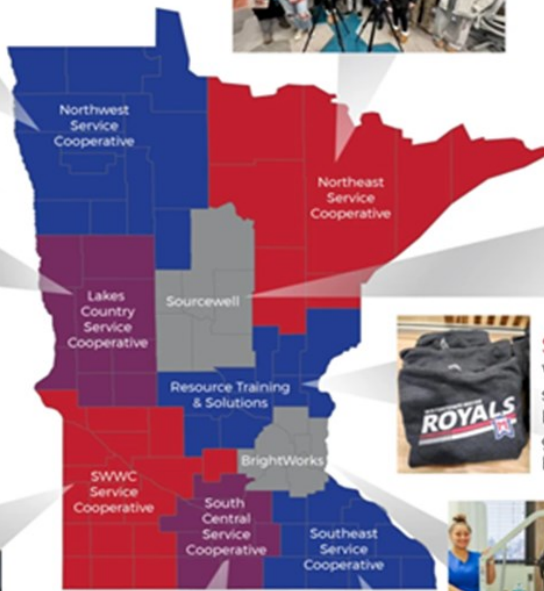 Northwest
Service
Cooperative
Northeast
Service
Cooperative
Lakes
Country
Service
Cooperative
Sourcewell
Resource Training
& Solutions
ROYALS
BrightWorks
SWWC
Service
Cooperative
South
Central
Service
Cooperative
Southeast
Service
Cooperative